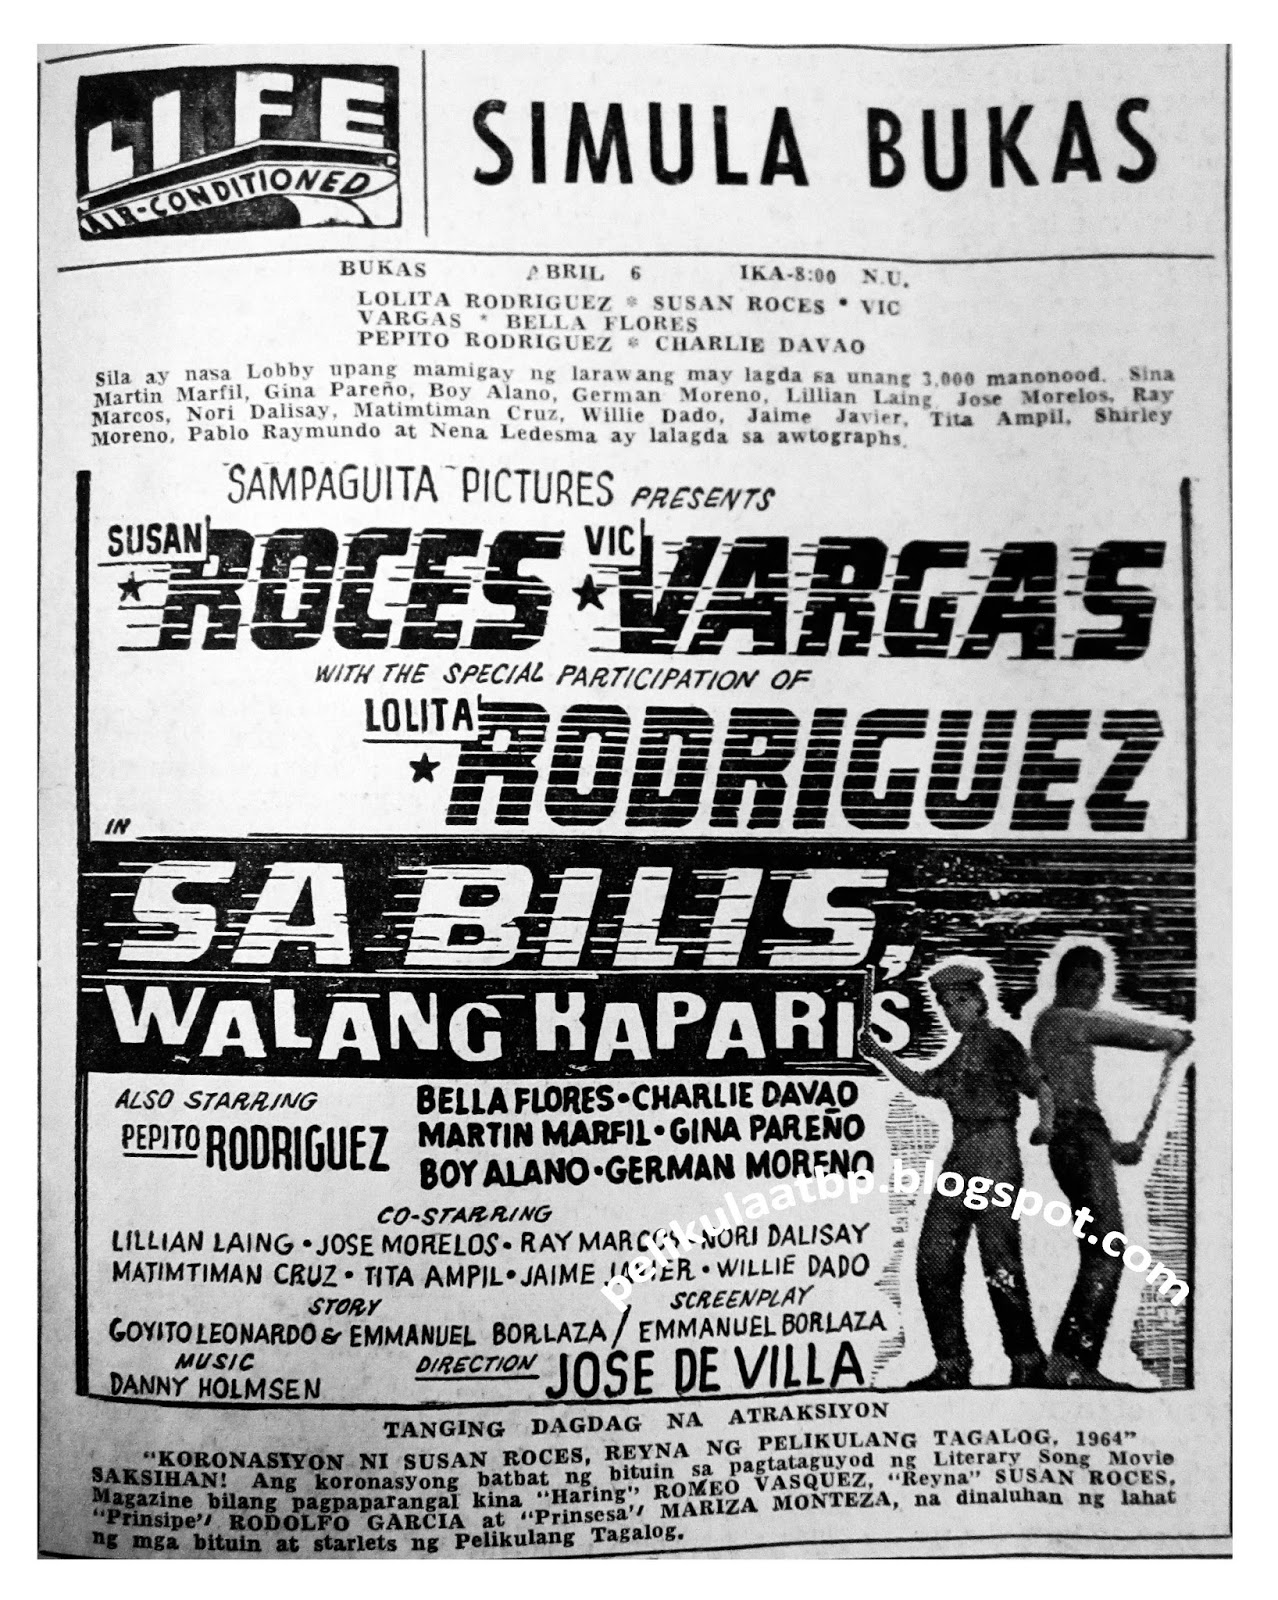 LIFE
AIR-CONDITIONED
SIMULA BUKAS
BUKAS ABRIL 6 IKA-8:00 N.U.
LOLITA RODRIGUEZ * SUSAN ROCES * VIC
VARGAS * BELLA FLORES
PEPITO RODRIGUEZ * CHARLIE DAVAO
Sila ay nasa Lobby upang mamigay ng larawang may lagda sa unang 3,000 manonood. Sina
Martin Marfil, Gina Pareño, Boy Alano, German Moreno, Lillian Laing, Jose Morelos, Ray
Marcos, Nori Dalisay, Matimtiman Cruz, Willie Dado, Jaime Javier, Tita Ampil, Shirley
Moreno, Pablo Raymundo at Nena Ledesma ay lalagda sa awtographs.
SAMPAGUITA PICTURES PRESENTS
SUSAN ROCES VIC VARGAS
WITH THE SPECIAL PARTICIPATION OF
LOLITA RODRIGUEZ
IN
SA BILIS,
WALANG KAPARIS
ALSO STARRING
PEPITO RODRIGUEZ
BELLA FLORES • CHARLIE DAVAO
MARTIN MARFIL • GINA PAREÑO
BOY ALANO • GERMAN MORENO
CO-STARRING
LILLIAN LAING • JOSE MORELOS • RAY MARCOS • NORI DALISAY
MATIMTIMAN CRUZ • TITA AMPIL • JAIME JAVIER • WILLIE DADO
STORY
GOYITO LEONARDO & EMMANUEL BORLAZA /
SCREENPLAY
EMMANUEL BORLAZA
MUSIC
DANNY HOLMSEN
DIRECTION JOSE DE VILLA
pelikulaatbp.blogspot.com
TANGING DAGDAG NA ATRAKSIYON
"KORONASIYON NI SUSAN ROCES, REYNA NG PELIKULANG TAGALOG, 1964"
SAKSIHAN! Ang koronasyong batbat ng bituin sa pagtataguyod ng Literary Song Movie
Magazine bilang pagpaparangal kina "Haring" ROMEO VASQUEZ, "Reyna" SUSAN ROCES,
"Prinsipe" RODOLFO GARCIA at "Prinsesa" MARIZA MONTEZA, na dinaluhan ng lahat
ng mga bituin at starlets ng Pelikulang Tagalog.